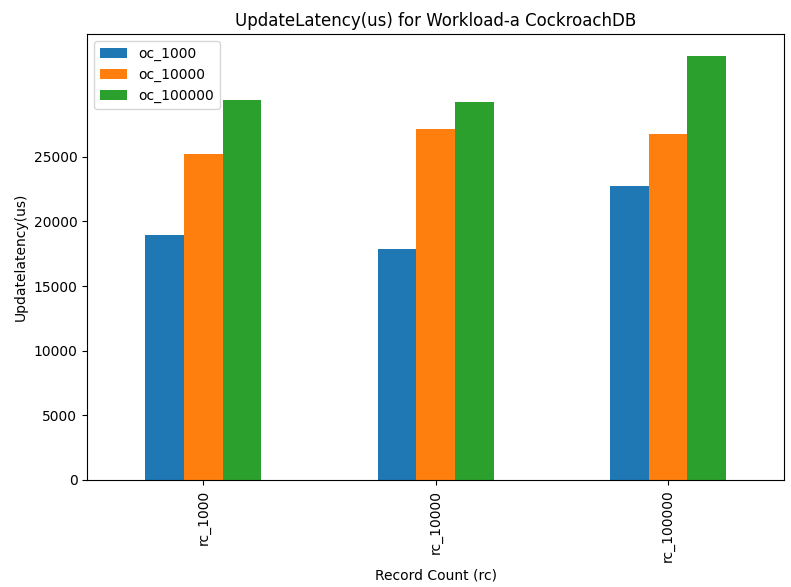 UpdateLatency(us) for Workload-a CockroachDB
oc_1000
oc_10000
oc_100000
25000
20000
15000
10000
5000
0
Updatelatency(us)
rc_1000
rc_10000
rc_100000
Record Count (rc)